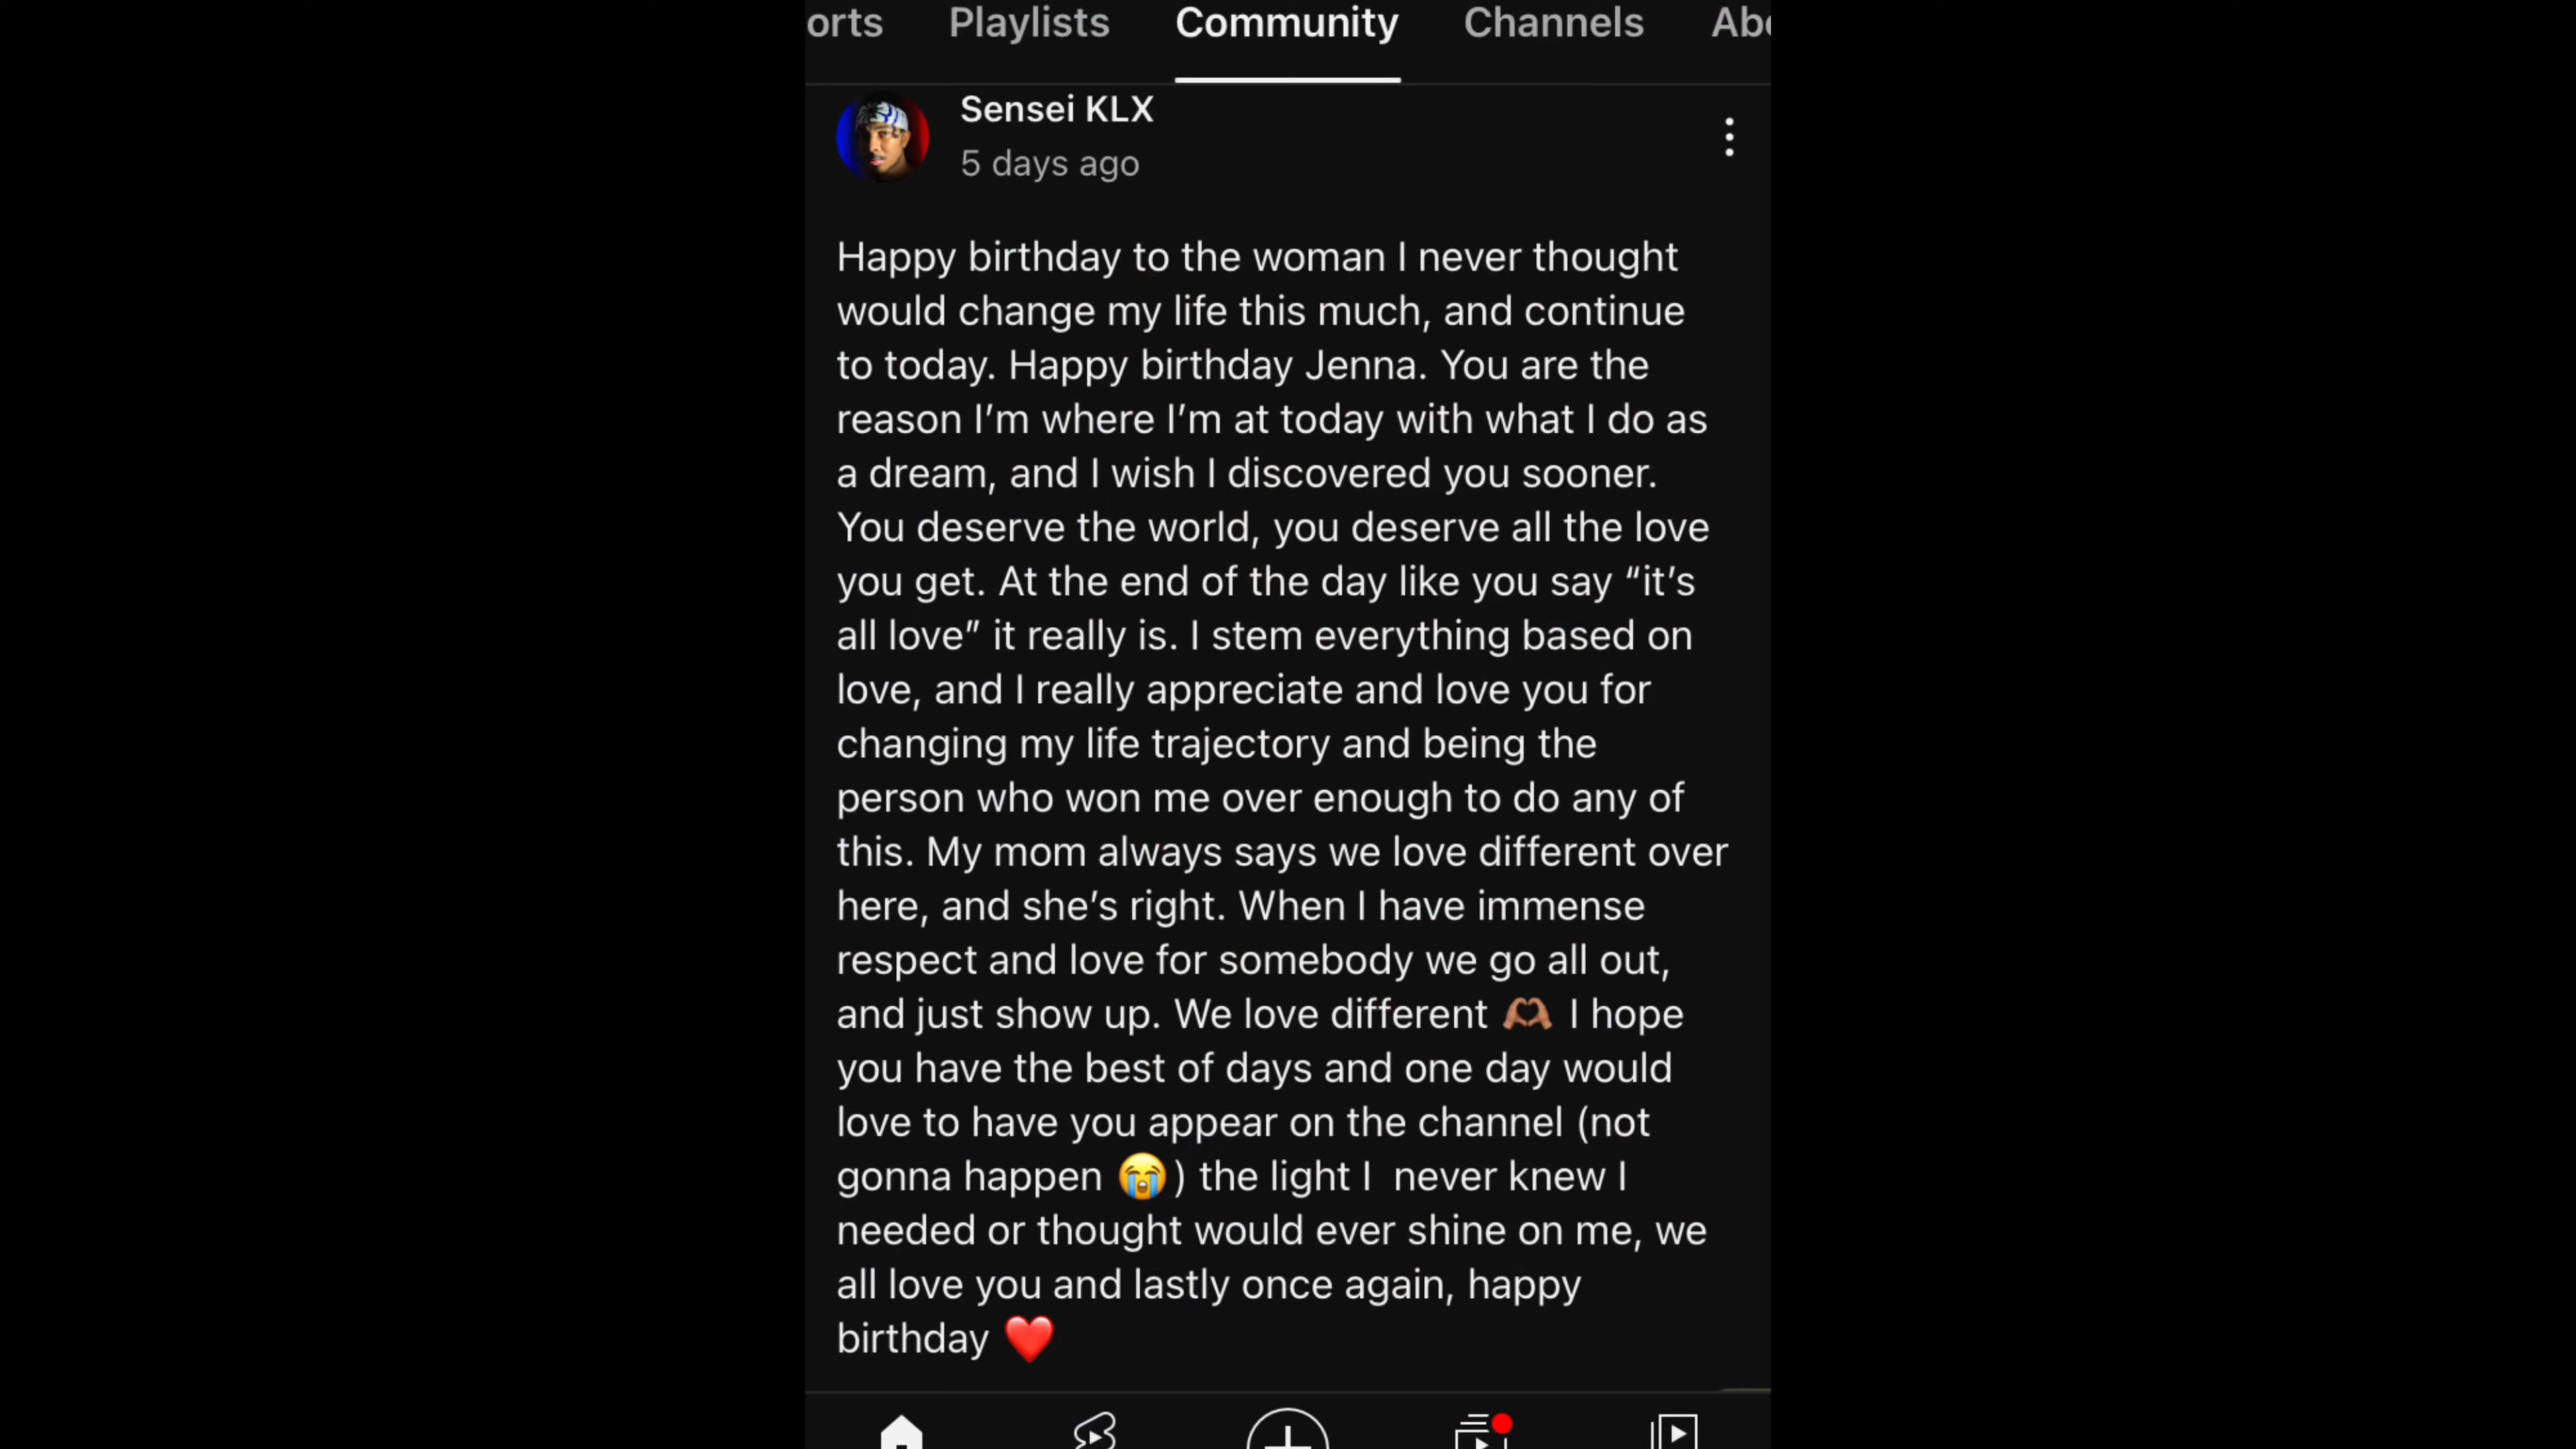 orts Playlists Community Channels Abo
Sensei KLX
5 days ago
Happy birthday to the woman I never thought
would change my life this much, and continue
to today. Happy birthday Jenna. You are the
reason I’m where I’m at today with what I do as
a dream, and I wish I discovered you sooner.
You deserve the world, you deserve all the love
you get. At the end of the day like you say “it’s
all love” it really is. I stem everything based on
love, and I really appreciate and love you for
changing my life trajectory and being the
person who won me over enough to do any of
this. My mom always says we love different over
here, and she’s right. When I have immense
respect and love for somebody we go all out,
and just show up. We love different 🫶🏽 I hope
you have the best of days and one day would
love to have you appear on the channel (not
gonna happen 😭) the light I never knew I
needed or thought would ever shine on me, we
all love you and lastly once again, happy
birthday ❤️